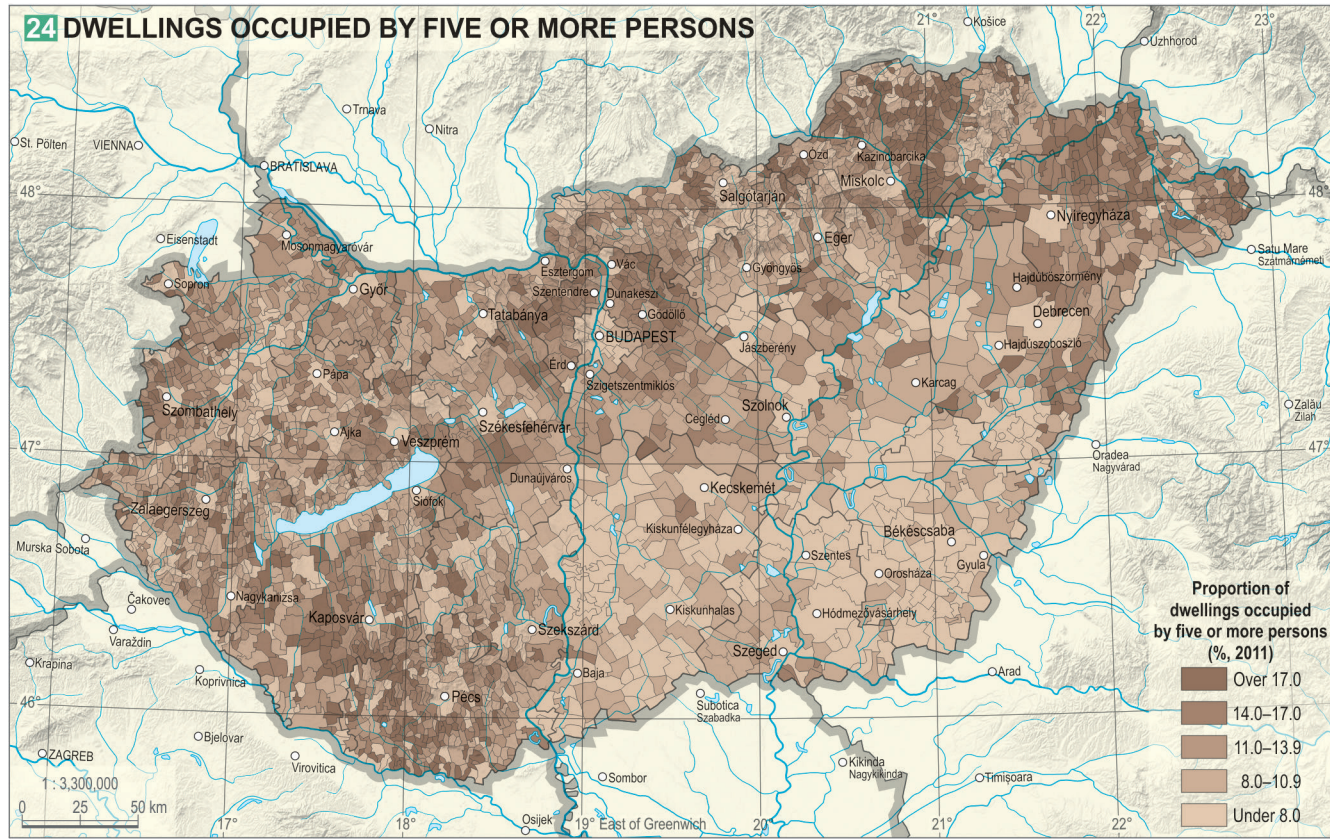 24 DWELLINGS OCCUPIED BY FIVE OR MORE PERSONS
21°
Košice
22°
23°
Uzhhorod
Trnava
Nitra
St. Pölten
VIENNA
BRATISLAVA
Ózd
Kazincbarcika
Miskolc
Salgótarján
48°
48°
Nyíregyháza
Eisenstadt
Mosonmagyaróvár
Eger
Satu Mare
Szatmárnémeti
Sopron
Esztergom
Vác
Gyöngyös
Hajdúböszörmény
Győr
Szentendre
Dunakeszi
Tatabánya
Gödöllő
Debrecen
BUDAPEST
Jászberény
Hajdúszoboszló
Pápa
Érd
Szigetszentmiklós
Karcag
Szombathely
Székesfehérvár
Cegléd
Szolnok
Zalău
Zilah
Ajka
Veszprém
47°
47°
Oradea
Nagyvárad
Dunaújváros
Zalaegerszeg
Siófok
Kecskemét
Kiskunfélegyháza
Békéscsaba
Murska Sobota
Szentes
Gyula
Orosháza
Nagykanizsa
Čakovec
Kaposvár
Kiskunhalas
Hódmezővásárhely
Varaždin
Szekszárd
Szeged
Krapina
Koprivnica
Baja
Arad
Pécs
46°
46°
Subotica
Szabadka
Bjelovar
ZAGREB
Virovitica
Sombor
Kikinda
Nagykikinda
Timișoara
1 : 3,300,000
0 25 50 km
17°
18°
Osijek
19° East of Greenwich
20°
21°
22°
Proportion of
dwellings occupied
by five or more persons
(%, 2011)
Over 17.0
14.0–17.0
11.0–13.9
8.0–10.9
Under 8.0